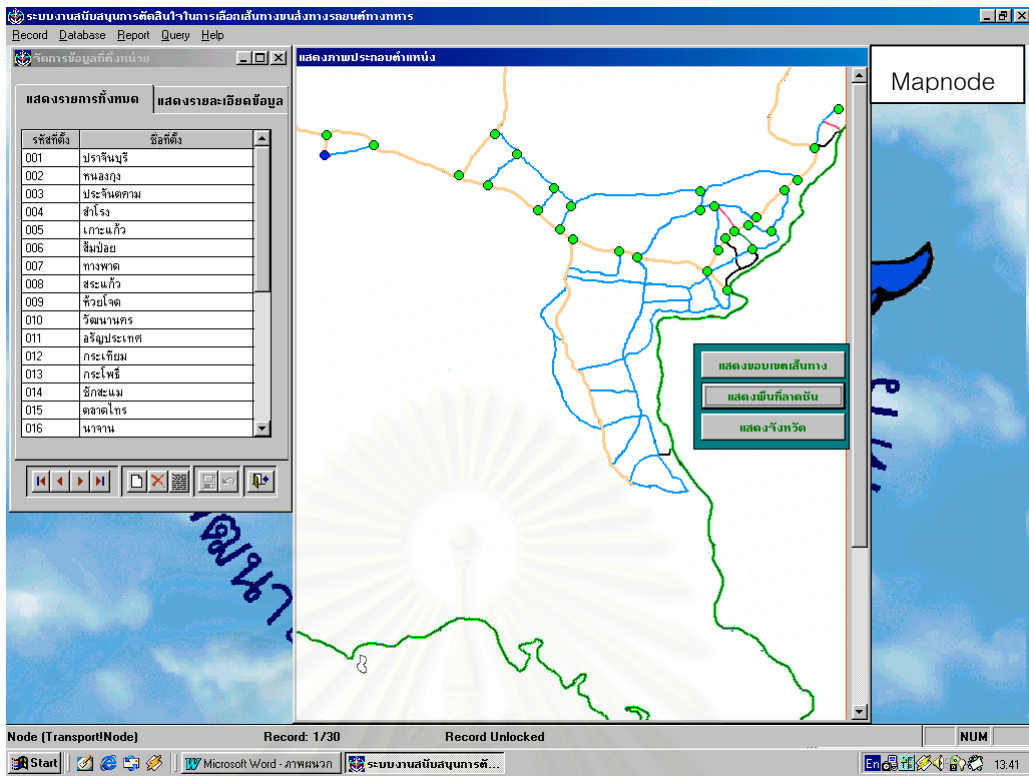 ระบบงานสนับสนุนการตัดสินใจในการเลือกเส้นทางขนส่งทางรถยนต์ทางทหาร
Record Database Report Query Help
จัดการข้อมูลที่ตั้งหน่วย
แสดงภาพประกอบตำแหน่ง
Mapnode
แสดงรายการทั้งหมด แสดงรายละเอียดข้อมูล
รหัสที่ตั้ง ชื่อที่ตั้ง
001 ปราจีนบุรี
002 หนองกุง
003 ประจันตคาม
004 สำโรง
005 เกาะแก้ว
006 ส้มป่อย
007 ทางพาด
008 สระแก้ว
009 ห้วยโจด
010 วัฒนานคร
011 อรัญประเทศ
012 กระเทียม
013 กระโพธิ์
014 ชักสะแม
015 ตลาดไทร
016 นาจาน
แสดงขอบเขตเส้นทาง
แสดงพื้นที่ลาดชัน
แสดงจังหวัด
Node (Transport!Node) Record: 1/30 Record Unlocked NUM
Start Microsoft Word - ภาพผนวก ระบบงานสนับสนุนการตั... En 13:41